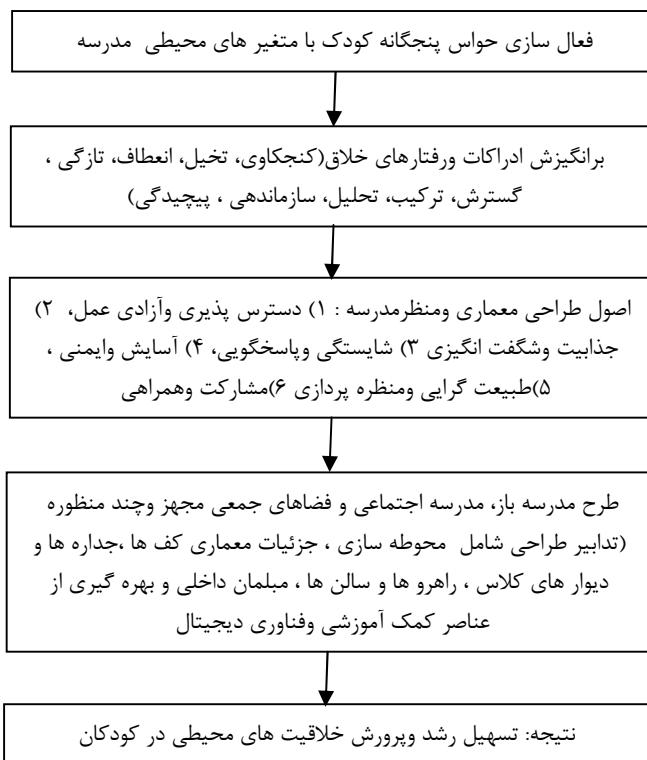 فعال سازی حواس پنجگانه کودک با متغیر های محیطی مدرسه
برانگیزش ادراکات ورفتارهای خلاق(کنجکاوی، تخیل، انعطاف، تازگی ،
گسترش، ترکیب، تحلیل، سازماندهی ، پیچیدگی)
اصول طراحی معماری ومنظرمدرسه : ۱) دسترس پذیری وآزادی عمل، ۲)
جذابیت وشگفت انگیزی ۳) شایستگی وپاسخگویی، ۴) آسایش وایمنی ،
۵)طبیعت گرایی ومنظره پردازی ۶)مشارکت وهمراهی
طرح مدرسه باز، مدرسه اجتماعی و فضاهای جمعی مجهز وچند منظوره
(تدابیر طراحی شامل محوطه سازی ، جزئیات معماری کف ها ،جداره ها و
دیوار های کلاس ، راهرو ها و سالن ها ، مبلمان داخلی و بهره گیری از
عناصر کمک آموزشی وفناوری دیجیتال
نتیجه: تسهیل رشد وپرورش خلاقیت های محیطی در کودکان